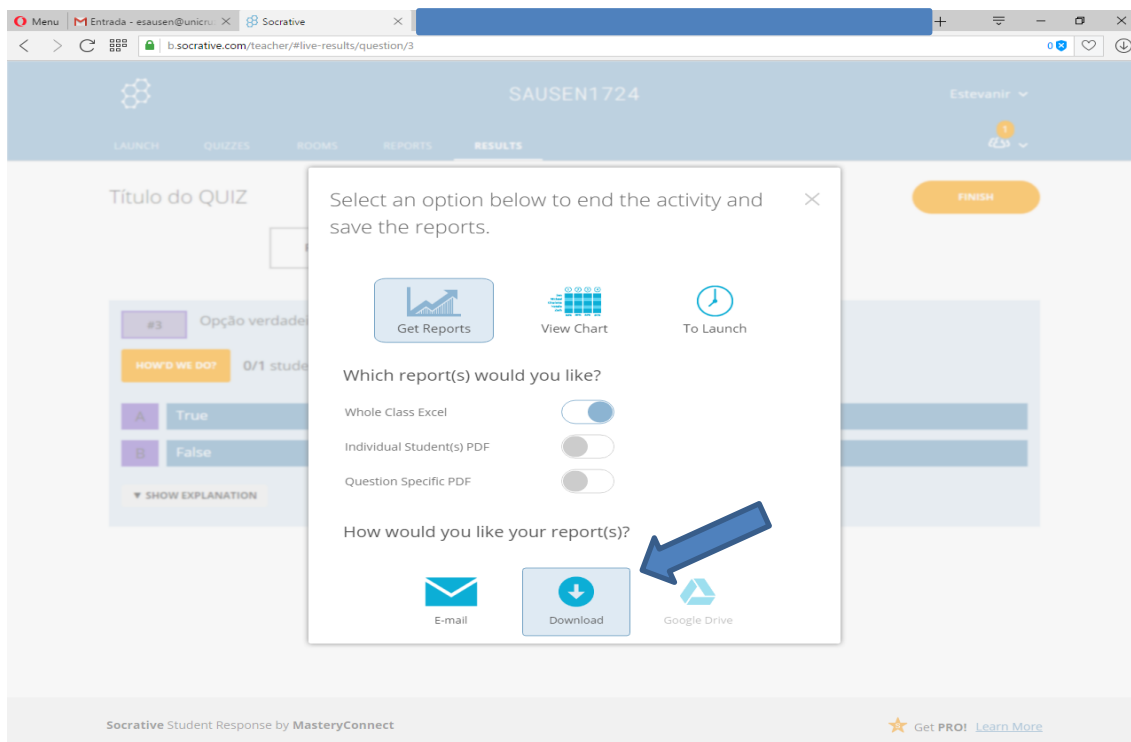 Menu
Entrada - esausen@unicru
Socrative
b.socrative.com/teacher/#live-results/question/3
0
SAUSEN1724
Estevanir
1
LAUNCH QUIZZES ROOMS REPORTS RESULTS
Título do QUIZ
FINISH
Select an option below to end the activity and
save the reports.
Get Reports
View Chart
To Launch
#3
Opção verdade
HOW'D WE DO?
0/1 stude
Which report(s) would you like?
Whole Class Excel
A True
Individual Student(s) PDF
B False
Question Specific PDF
SHOW EXPLANATION
How would you like your report(s)?
E-mail
Download
Google Drive
Socrative Student Response by MasteryConnect
Get PRO! Learn More